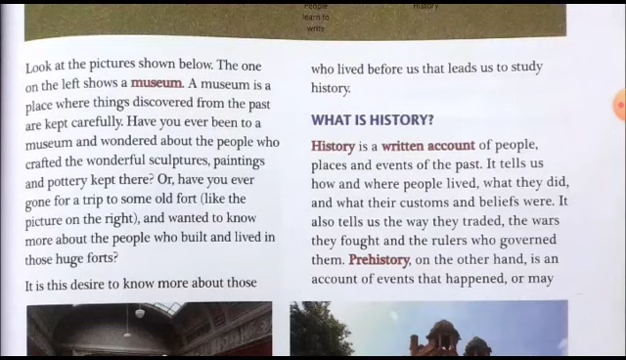 People
learn to
write
History
Look at the pictures shown below. The one
on the left shows a museum. A museum is a
place where things discovered from the past
are kept carefully. Have you ever been to a
museum and wondered about the people who
crafted the wonderful sculptures, paintings
and pottery kept there? Or, have you ever
gone for a trip to some old fort (like the
picture on the right), and wanted to know
more about the people who built and lived in
those huge forts?
It is this desire to know more about those
who lived before us that leads us to study
history.
WHAT IS HISTORY?
History is a written account of people,
places and events of the past. It tells us
how and where people lived, what they did,
and what their customs and beliefs were. It
also tells us the way they traded, the wars
they fought and the rulers who governed
them. Prehistory, on the other hand, is an
account of events that happened, or may